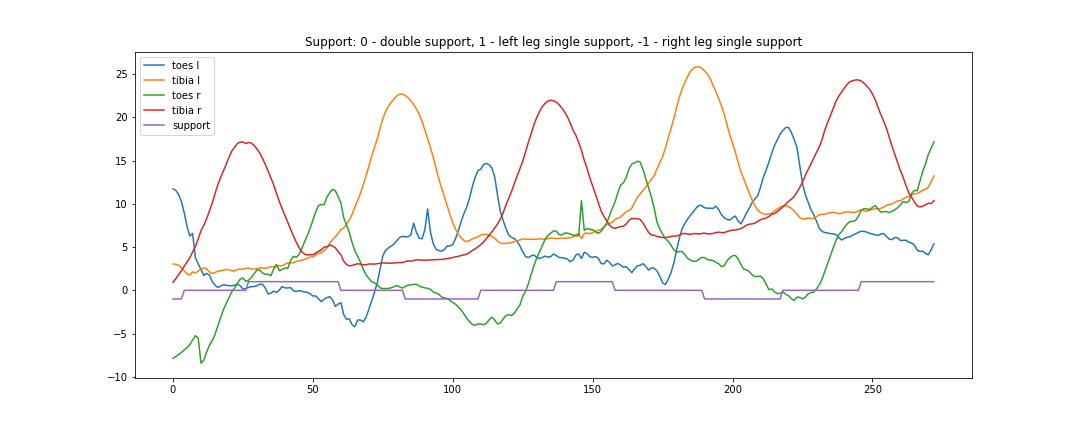 Support: 0 - double support, 1 - left leg single support, -1 - right leg single support
toes l
tibia l
toes r
tibia r
support
25
20
15
10
5
0
−5
−10
0 50 100 150 200 250